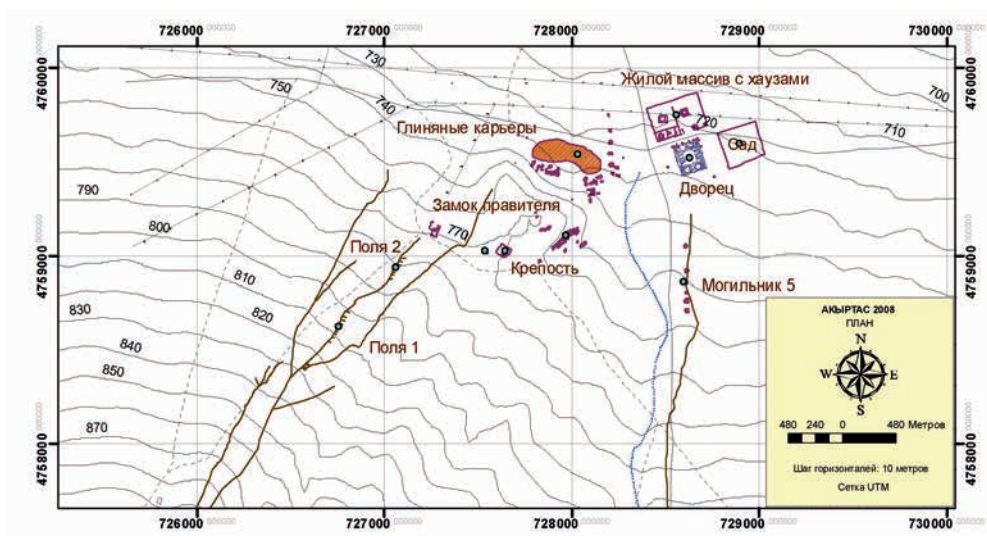 726000 727000 728000 729000 730000
4760000 4760000
730
700
750
Жилой массив с хаузами
740
720
710
Глиняные карьеры
Сад
Дворец
790
Замок правителя
800
770
Поля 2
Крепость
4759000 4759000
810
Могильник 5
820
830
АКЫРТАС 2008
ПЛАН
N
Поля 1
840
W E
850
S
870
480 240 0 480 Метров
4758000 4758000
Шаг горизонталей: 10 метров
Сетка UTM
726000 727000 728000 729000 730000